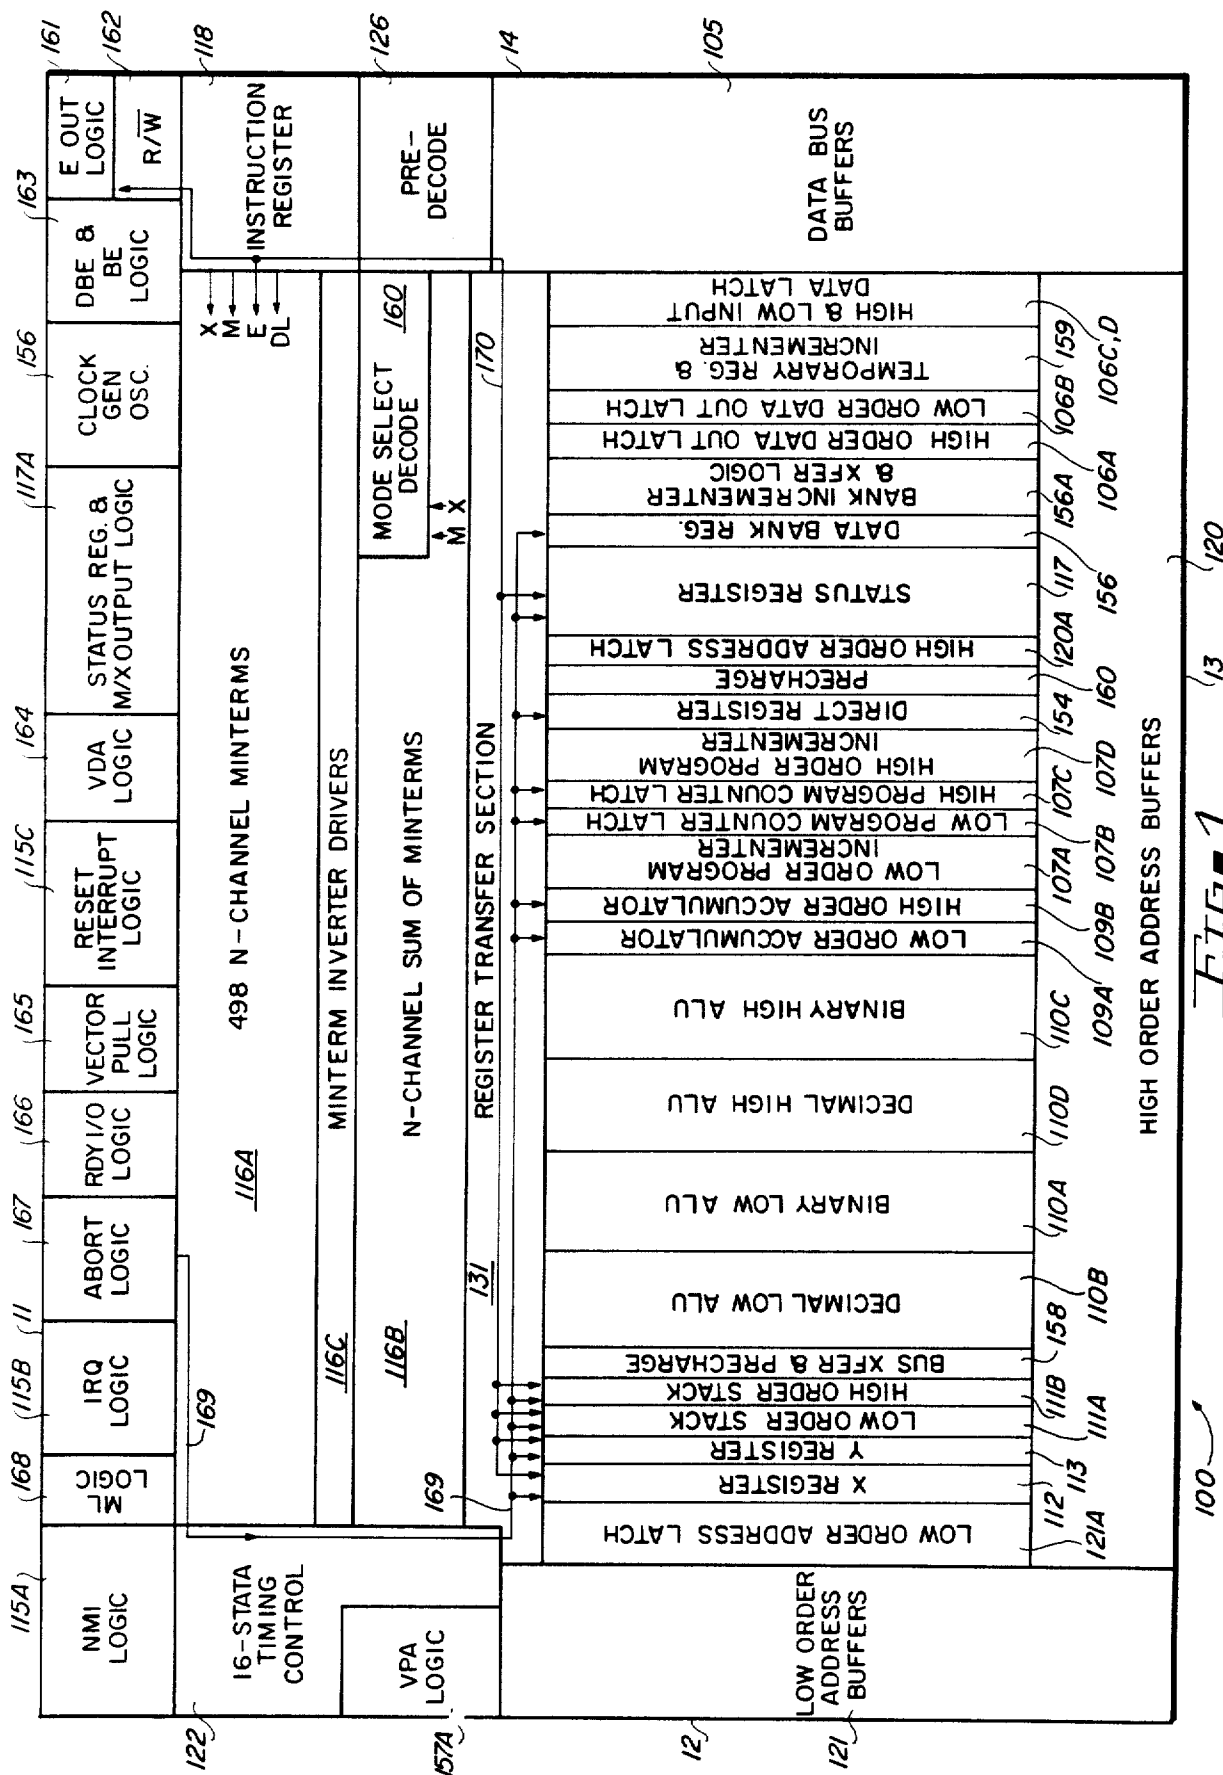 115A
168
115B
11
167
166
165
115C
164
117A
156
163
161
162
118
126
14
105
NMI
LOGIC
ML
LOGIC
IRQ
LOGIC
ABORT
LOGIC
RDY I/O
LOGIC
VECTOR
PULL
LOGIC
RESET
INTERRUPT
LOGIC
VDA
LOGIC
STATUS REG. &
M/X OUTPUT LOGIC
CLOCK
GEN
OSC.
DBE &
BE
LOGIC
E OUT
LOGIC
R/W̅
169
116A
498 N-CHANNEL MINTERMS
X
M
E
DL
INSTRUCTION
REGISTER
122
16-STATA
TIMING
CONTROL
116C
MINTERM INVERTER DRIVERS
157A
VPA
LOGIC
116B
N-CHANNEL SUM OF MINTERMS
MODE SELECT
DECODE
160
M
X
PRE-
DECODE
169
131
REGISTER TRANSFER SECTION
170
12
121
LOW ORDER
ADDRESS
BUFFERS
LOW ORDER ADDRESS LATCH
X REGISTER
Y REGISTER
LOW ORDER STACK
HIGH ORDER STACK
BUS XFER & PRECHARGE
DECIMAL LOW ALU
BINARY LOW ALU
DECIMAL HIGH ALU
BINARY HIGH ALU
LOW ORDER ACCUMULATOR
HIGH ORDER ACCUMULATOR
LOW ORDER PROGRAM
INCREMENTER
LOW PROGRAM COUNTER LATCH
HIGH PROGRAM COUNTER LATCH
HIGH ORDER PROGRAM
INCREMENTER
DIRECT REGISTER
PRECHARGE
HIGH ORDER ADDRESS LATCH
STATUS REGISTER
DATA BANK REG.
BANK INCREMENTER
& XFER LOGIC
HIGH ORDER DATA OUT LATCH
LOW ORDER DATA OUT LATCH
TEMPORARY REG. &
INCREMENTER
HIGH & LOW INPUT
DATA LATCH
DATA BUS
BUFFERS
121A
112
113
111A
111B
158
110B
110A
110D
110C
109A
109B
107A
107B
107C
107D
154
160
120A
117
156
156A
106A
106B
159
106C,D
HIGH ORDER ADDRESS BUFFERS
100
13
120
FIG 1